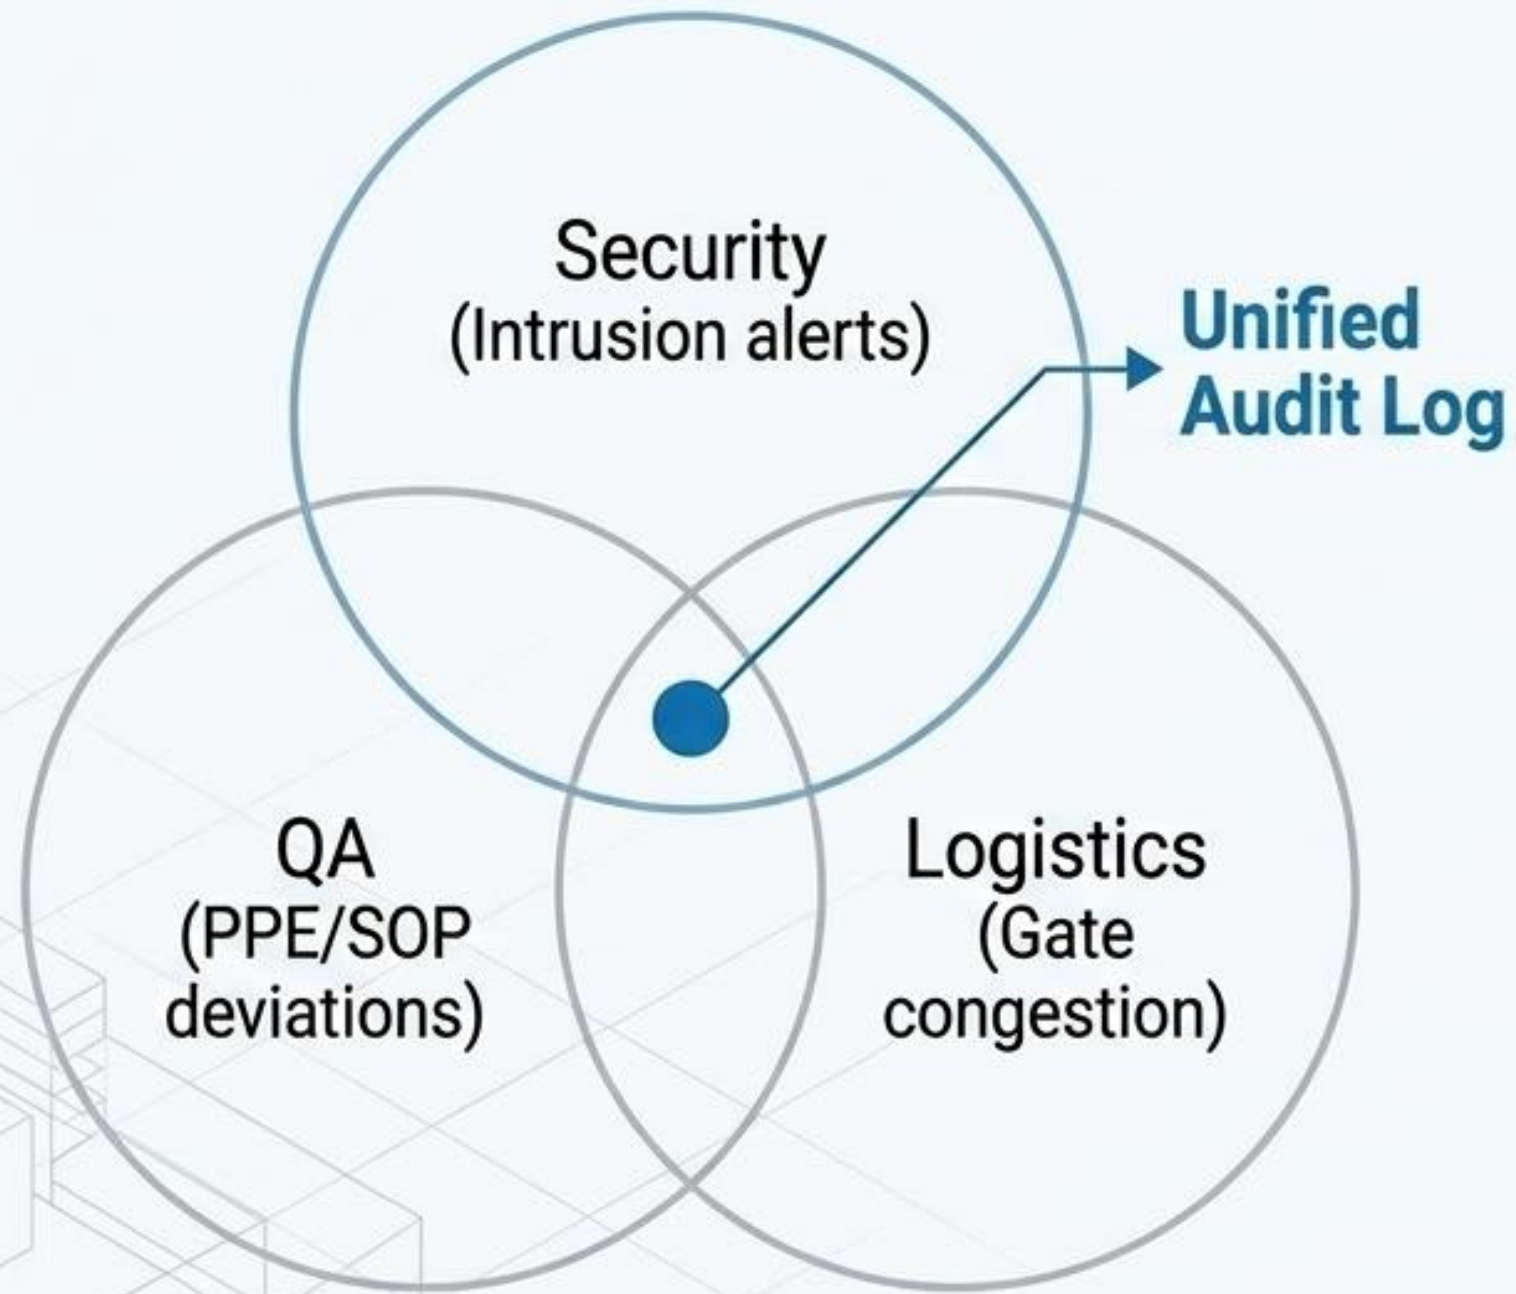 Security
(Intrusion alerts)
Unified
Audit Log
QA
(PPE/SOP
deviations)
Logistics
(Gate
congestion)